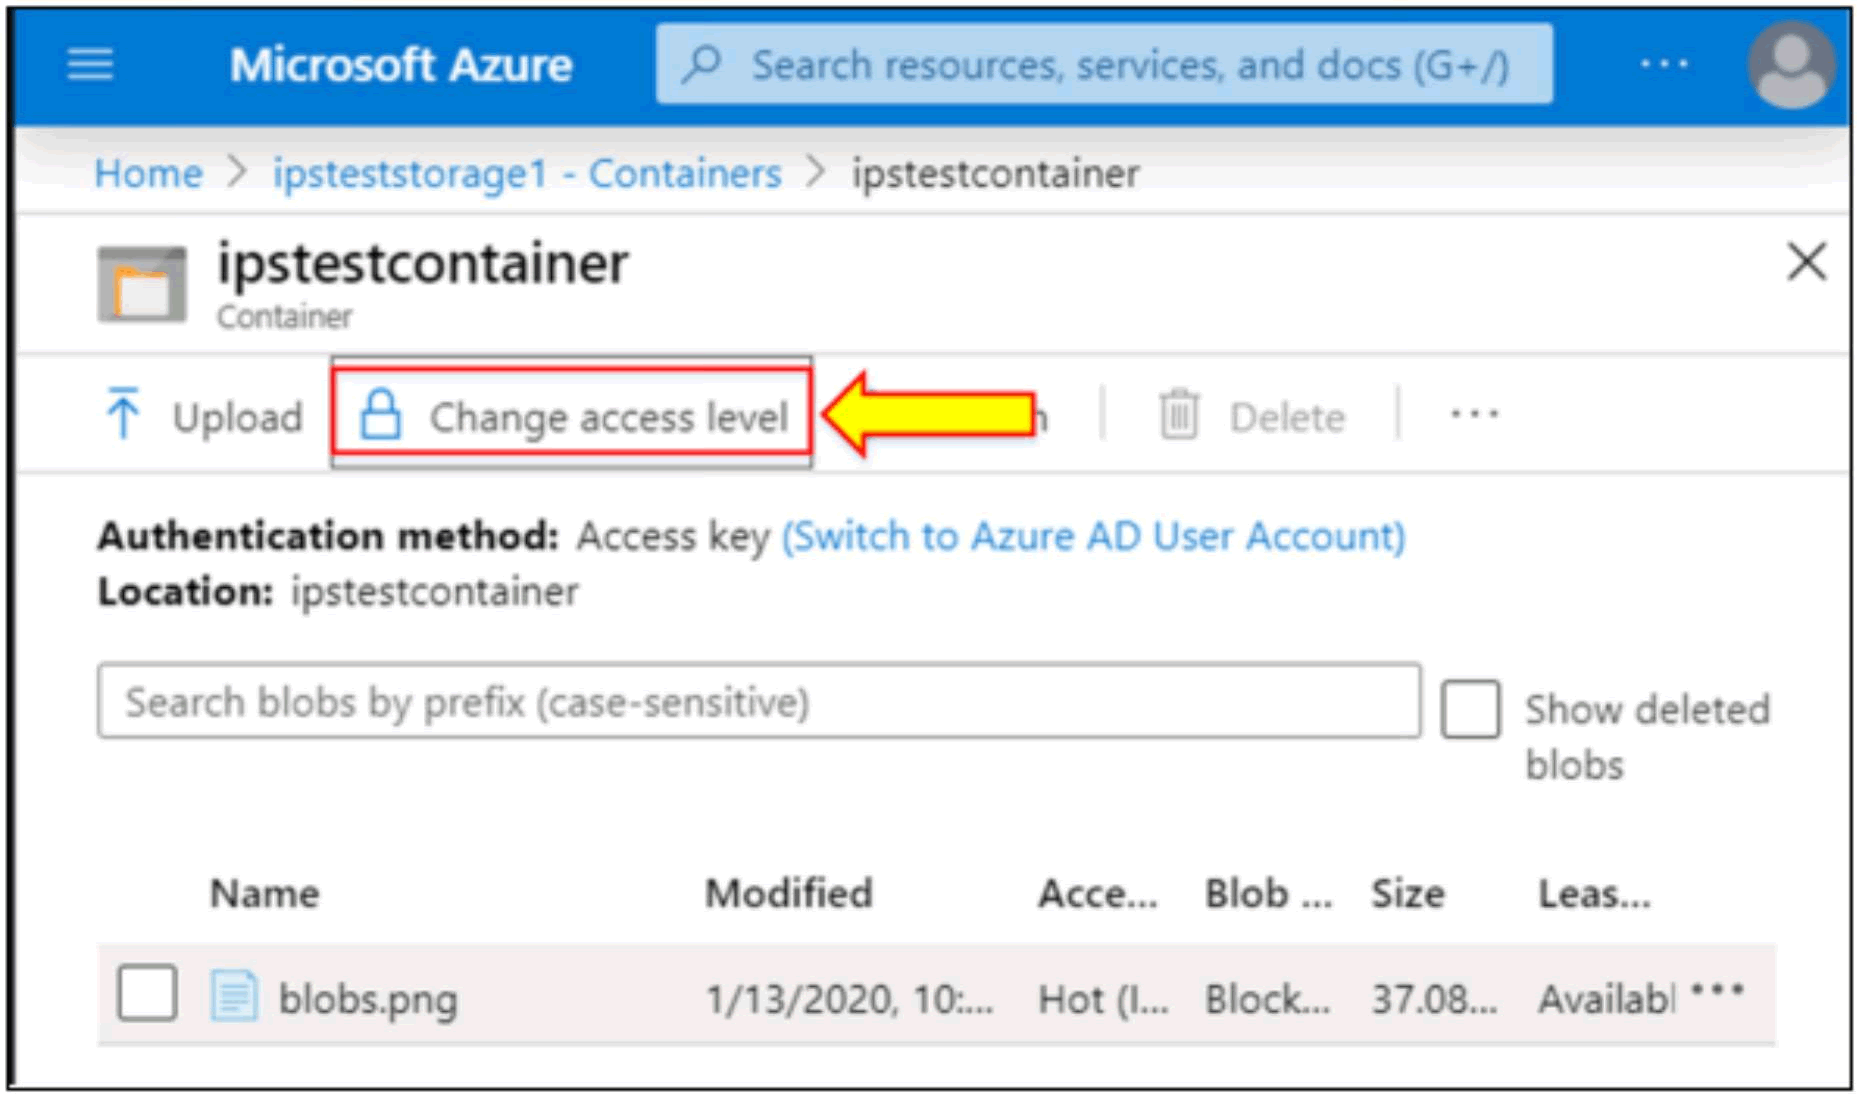 Microsoft Azure
Search resources, services, and docs (G+/)
...
Home > ipsteststorage1 - Containers > ipstestcontainer
ipstestcontainer
Container
Upload
Change access level
Delete
...
Authentication method: Access key (Switch to Azure AD User Account)
Location: ipstestcontainer
Search blobs by prefix (case-sensitive)
Show deleted
blobs
Name Modified Acce... Blob ... Size Leas...
blobs.png 1/13/2020, 10:... Hot (I... Block... 37.08... Availabl ...